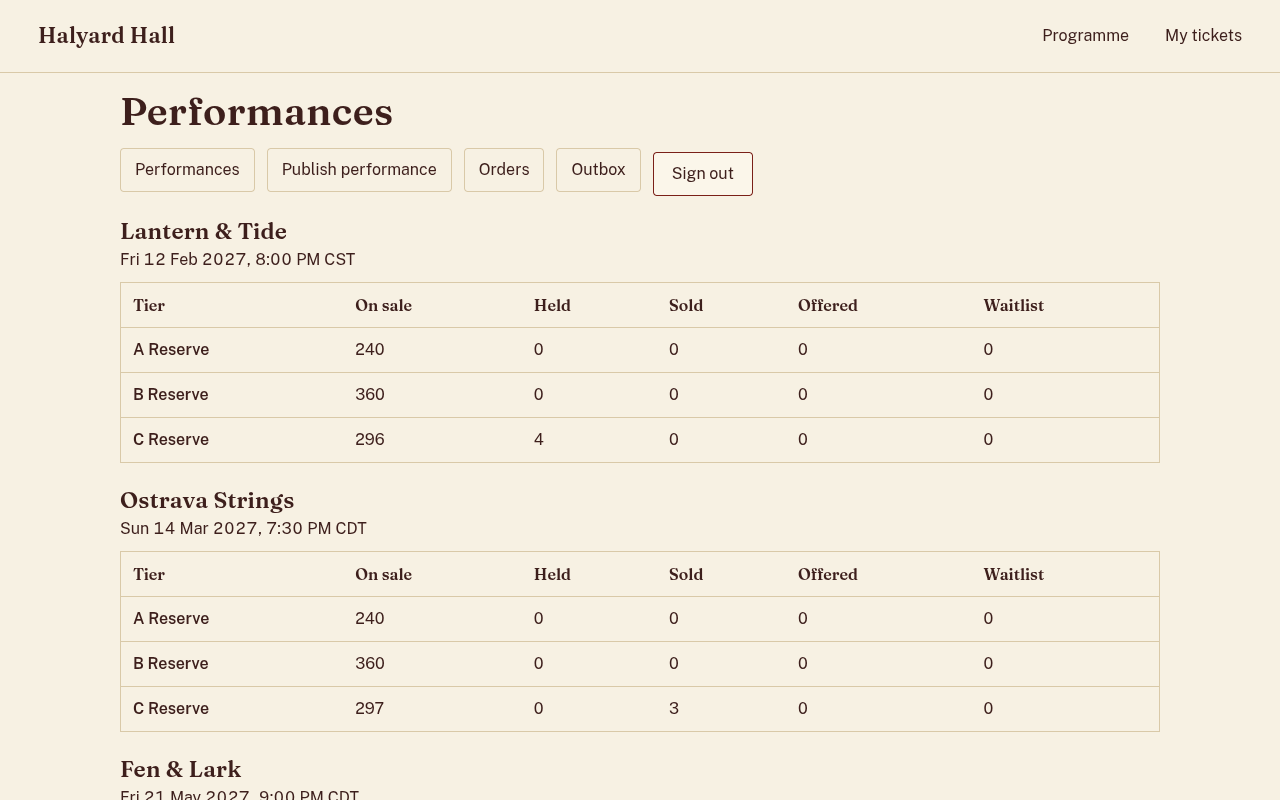 Halyard Hall Programme My tickets
Performances
Performances Publish performance Orders Outbox Sign out
Lantern & Tide
Fri 12 Feb 2027, 8:00 PM CST
Tier On sale Held Sold Offered Waitlist
A Reserve 240 0 0 0 0
B Reserve 360 0 0 0 0
C Reserve 296 4 0 0 0
Ostrava Strings
Sun 14 Mar 2027, 7:30 PM CDT
Tier On sale Held Sold Offered Waitlist
A Reserve 240 0 0 0 0
B Reserve 360 0 0 0 0
C Reserve 297 0 3 0 0
Fen & Lark
Fri 21 May 2027, 9:00 PM CDT